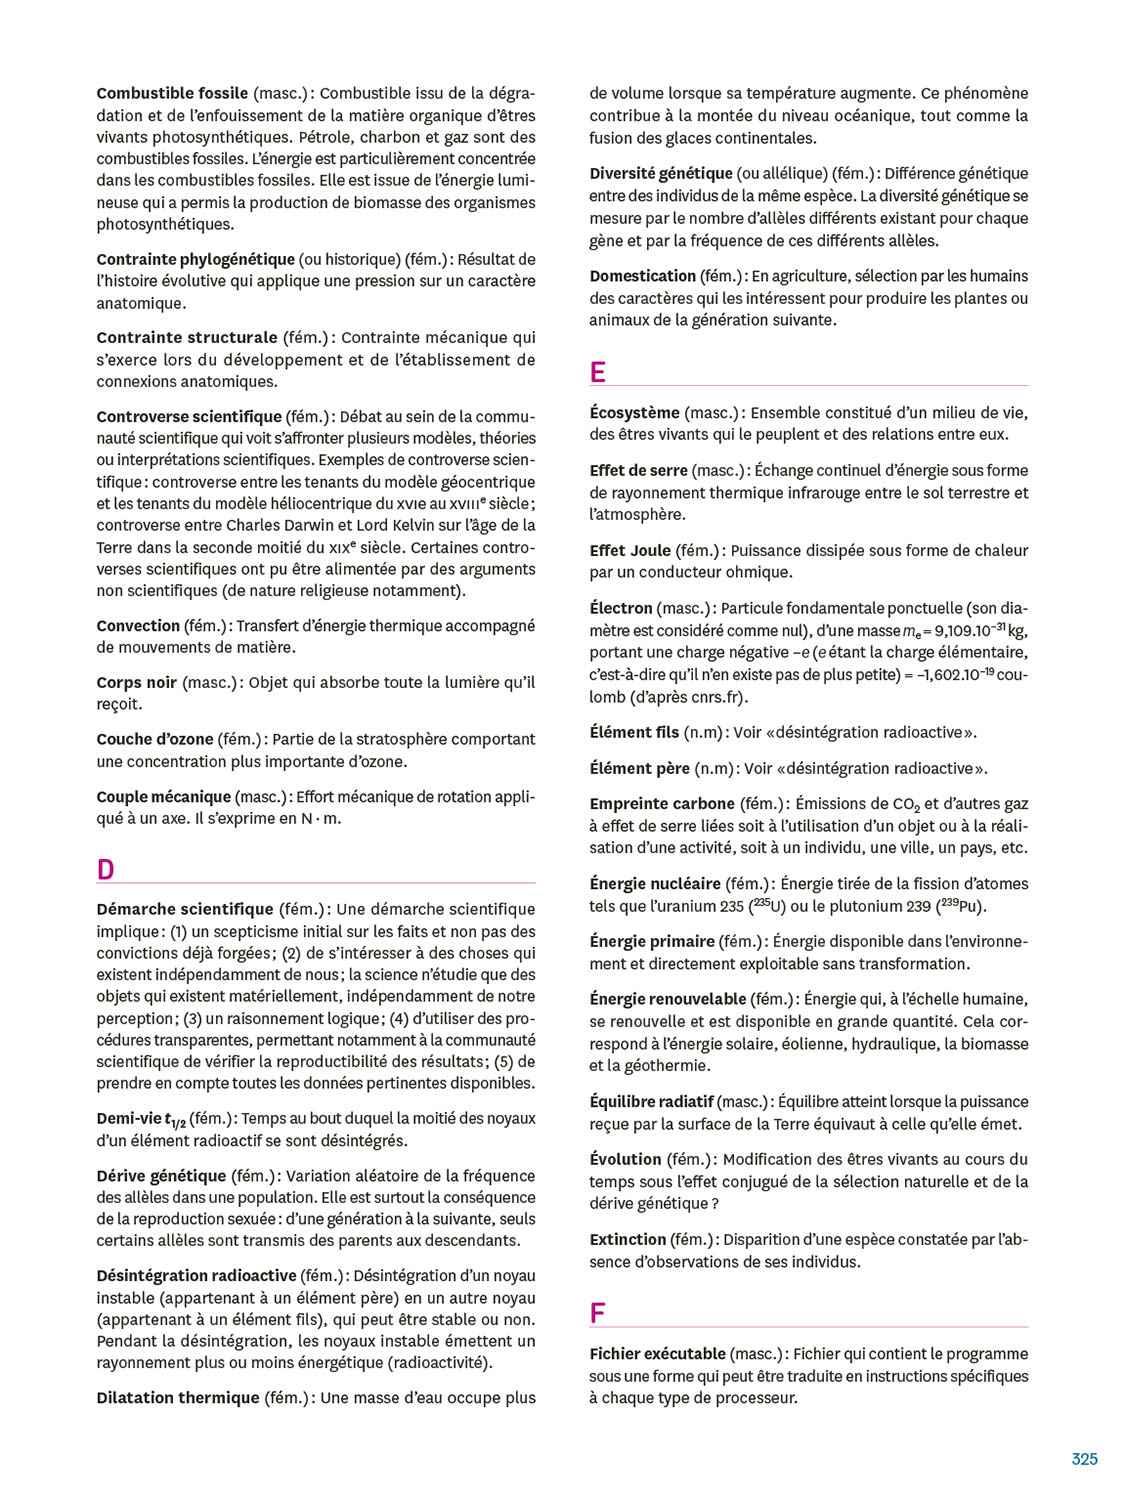 Combustible fossile (masc.) : Combustible issu de la dégra-
dation et de l’enfouissement de la matière organique d’êtres
vivants photosynthétiques. Pétrole, charbon et gaz sont des
combustibles fossiles. L’énergie est particulièrement concentrée
dans les combustibles fossiles. Elle est issue de l’énergie lumi-
neuse qui a permis la production de biomasse des organismes
photosynthétiques.
Contrainte phylogénétique (ou historique) (fém.) : Résultat de
l’histoire évolutive qui applique une pression sur un caractère
anatomique.
Contrainte structurale (fém.) : Contrainte mécanique qui
s’exerce lors du développement et de l’établissement de
connexions anatomiques.
Controverse scientifique (fém.) : Débat au sein de la commu-
nauté scientifique qui voit s’affronter plusieurs modèles, théories
ou interprétations scientifiques. Exemples de controverse scien-
tifique : controverse entre les tenants du modèle géocentrique
et les tenants du modèle héliocentrique du XVIE au XVIIIᵉ siècle ;
controverse entre Charles Darwin et Lord Kelvin sur l’âge de la
Terre dans la seconde moitié du XIXᵉ siècle. Certaines contro-
verses scientifiques ont pu être alimentée par des arguments
non scientifiques (de nature religieuse notamment).
Convection (fém.) : Transfert d’énergie thermique accompagné
de mouvements de matière.
Corps noir (masc.) : Objet qui absorbe toute la lumière qu’il
reçoit.
Couche d’ozone (fém.) : Partie de la stratosphère comportant
une concentration plus importante d’ozone.
Couple mécanique (masc.) : Effort mécanique de rotation appli-
qué à un axe. Il s’exprime en N · m.
D
Démarche scientifique (fém.) : Une démarche scientifique
implique : (1) un scepticisme initial sur les faits et non pas des
convictions déjà forgées ; (2) de s’intéresser à des choses qui
existent indépendamment de nous ; la science n’étudie que des
objets qui existent matériellement, indépendamment de notre
perception ; (3) un raisonnement logique ; (4) d’utiliser des pro-
cédures transparentes, permettant notamment à la communauté
scientifique de vérifier la reproductibilité des résultats ; (5) de
prendre en compte toutes les données pertinentes disponibles.
Demi-vie t₁/₂ (fém.) : Temps au bout duquel la moitié des noyaux
d’un élément radioactif se sont désintégrés.
Dérive génétique (fém.) : Variation aléatoire de la fréquence
des allèles dans une population. Elle est surtout la conséquence
de la reproduction sexuée : d’une génération à la suivante, seuls
certains allèles sont transmis des parents aux descendants.
Désintégration radioactive (fém.) : Désintégration d’un noyau
instable (appartenant à un élément père) en un autre noyau
(appartenant à un élément fils), qui peut être stable ou non.
Pendant la désintégration, les noyaux instable émettent un
rayonnement plus ou moins énergétique (radioactivité).
Dilatation thermique (fém.) : Une masse d’eau occupe plus
de volume lorsque sa température augmente. Ce phénomène
contribue à la montée du niveau océanique, tout comme la
fusion des glaces continentales.
Diversité génétique (ou allélique) (fém.) : Différence génétique
entre des individus de la même espèce. La diversité génétique se
mesure par le nombre d’allèles différents existant pour chaque
gène et par la fréquence de ces différents allèles.
Domestication (fém.) : En agriculture, sélection par les humains
des caractères qui les intéressent pour produire les plantes ou
animaux de la génération suivante.
E
Écosystème (masc.) : Ensemble constitué d’un milieu de vie,
des êtres vivants qui le peuplent et des relations entre eux.
Effet de serre (masc.) : Échange continuel d’énergie sous forme
de rayonnement thermique infrarouge entre le sol terrestre et
l’atmosphère.
Effet Joule (fém.) : Puissance dissipée sous forme de chaleur
par un conducteur ohmique.
Électron (masc.) : Particule fondamentale ponctuelle (son dia-
mètre est considéré comme nul), d’une masse mₑ = 9,109.10⁻³¹ kg,
portant une charge négative –e (e étant la charge élémentaire,
c’est-à-dire qu’il n’en existe pas de plus petite) = –1,602.10⁻¹⁹ cou-
lomb (d’après cnrs.fr).
Élément fils (n.m) : Voir « désintégration radioactive ».
Élément père (n.m) : Voir « désintégration radioactive ».
Empreinte carbone (fém.) : Émissions de CO₂ et d’autres gaz
à effet de serre liées soit à l’utilisation d’un objet ou à la réali-
sation d’une activité, soit à un individu, une ville, un pays, etc.
Énergie nucléaire (fém.) : Énergie tirée de la fission d’atomes
tels que l’uranium 235 (²³⁵U) ou le plutonium 239 (²³⁹Pu).
Énergie primaire (fém.) : Énergie disponible dans l’environne-
ment et directement exploitable sans transformation.
Énergie renouvelable (fém.) : Énergie qui, à l’échelle humaine,
se renouvelle et est disponible en grande quantité. Cela cor-
respond à l’énergie solaire, éolienne, hydraulique, la biomasse
et la géothermie.
Équilibre radiatif (masc.) : Équilibre atteint lorsque la puissance
reçue par la surface de la Terre équivaut à celle qu’elle émet.
Évolution (fém.) : Modification des êtres vivants au cours du
temps sous l’effet conjugué de la sélection naturelle et de la
dérive génétique ?
Extinction (fém.) : Disparition d’une espèce constatée par l’ab-
sence d’observations de ses individus.
F
Fichier exécutable (masc.) : Fichier qui contient le programme
sous une forme qui peut être traduite en instructions spécifiques
à chaque type de processeur.
325